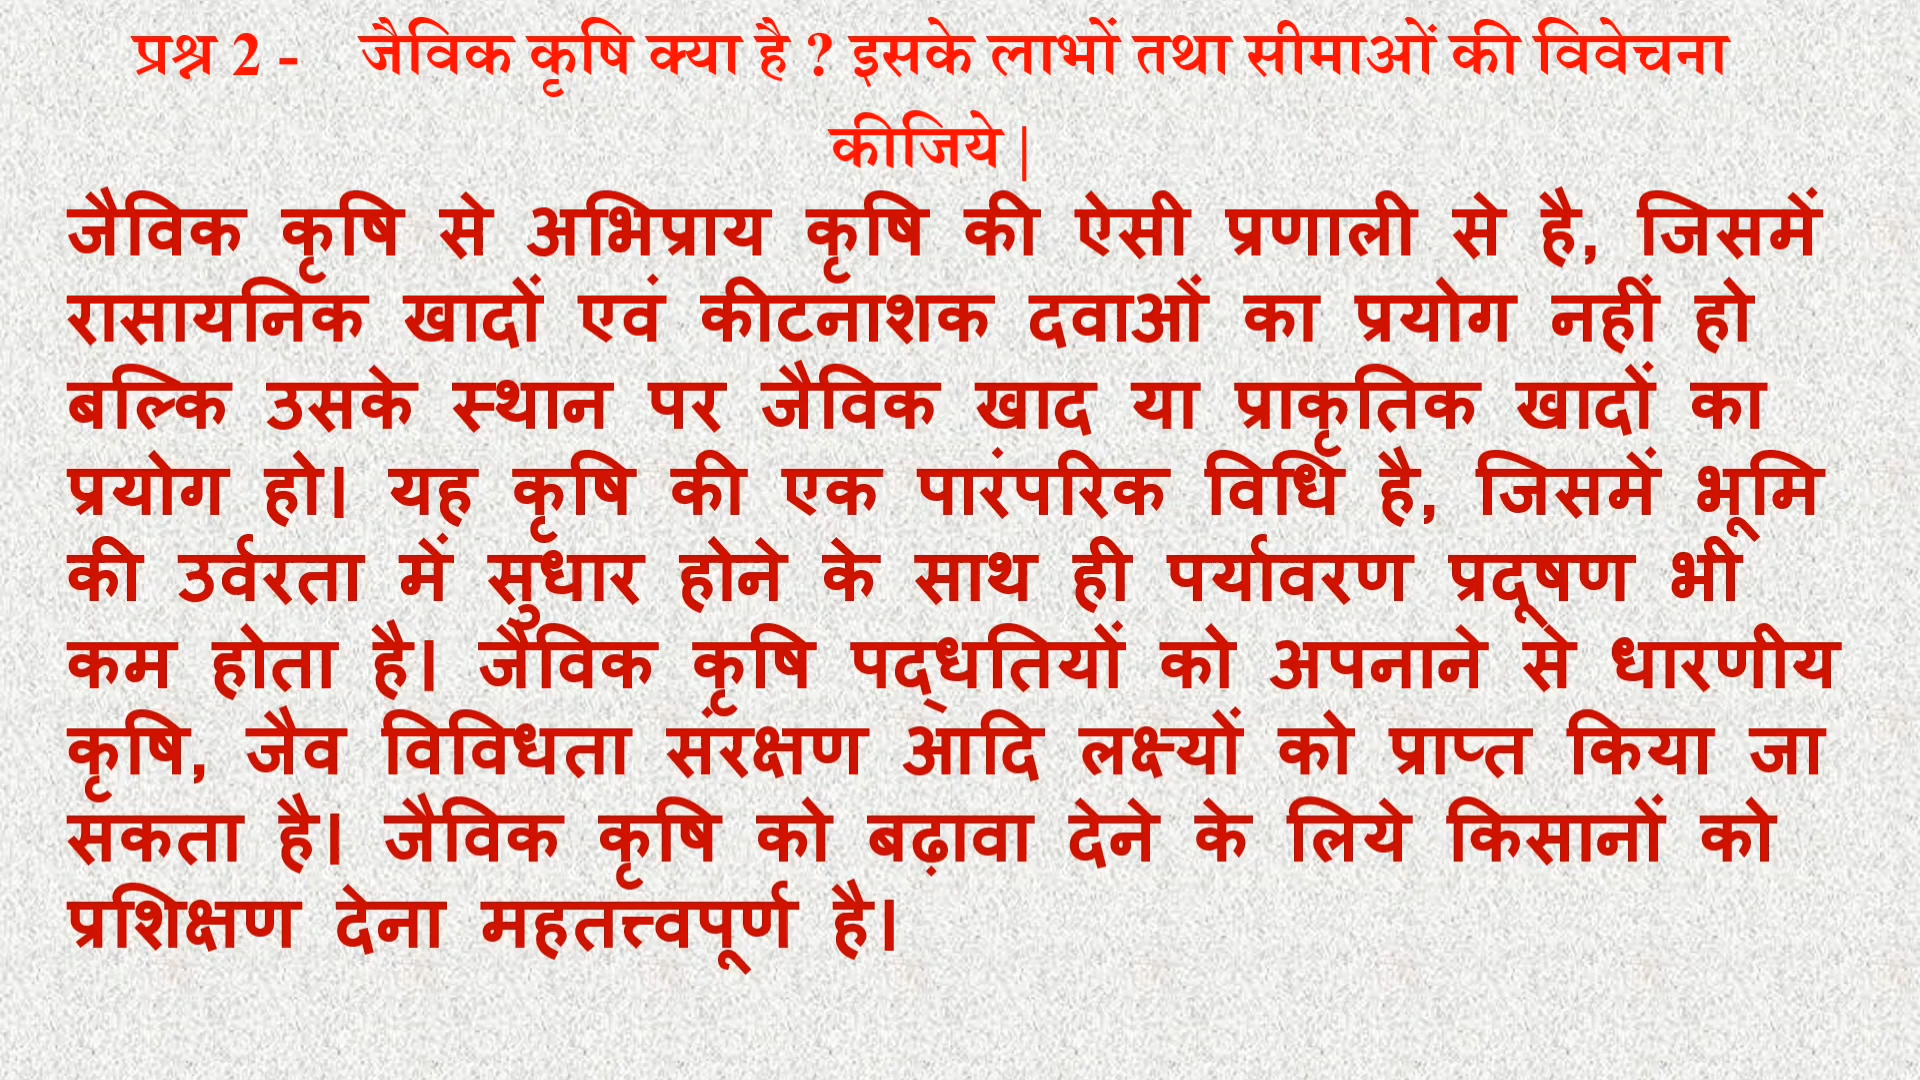 प्रश्न 2 - जैविक कृषि क्या है ? इसके लाभों तथा सीमाओं की विवेचना
कीजिये |
जैविक कृषि से अभिप्राय कृषि की ऐसी प्रणाली से है, जिसमें
रासायनिक खादों एवं कीटनाशक दवाओं का प्रयोग नहीं हो
बल्कि उसके स्थान पर जैविक खाद या प्राकृतिक खादों का
प्रयोग हो। यह कृषि की एक पारंपरिक विधि है, जिसमें भूमि
की उर्वरता में सुधार होने के साथ ही पर्यावरण प्रदूषण भी
कम होता है। जैविक कृषि पद्धतियों को अपनाने से धारणीय
कृषि, जैव विविधता संरक्षण आदि लक्ष्यों को प्राप्त किया जा
सकता है। जैविक कृषि को बढ़ावा देने के लिये किसानों को
प्रशिक्षण देना महतत्त्वपूर्ण है।